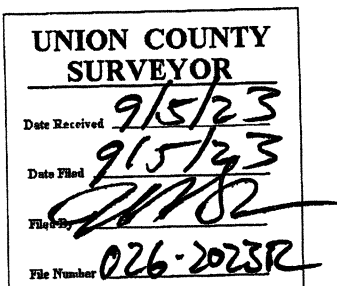 UNION COUNTY
SURVEYOR
Date Received 9/5/23
Date Filed 9/5/23
Filed By
File Number 026-2023R